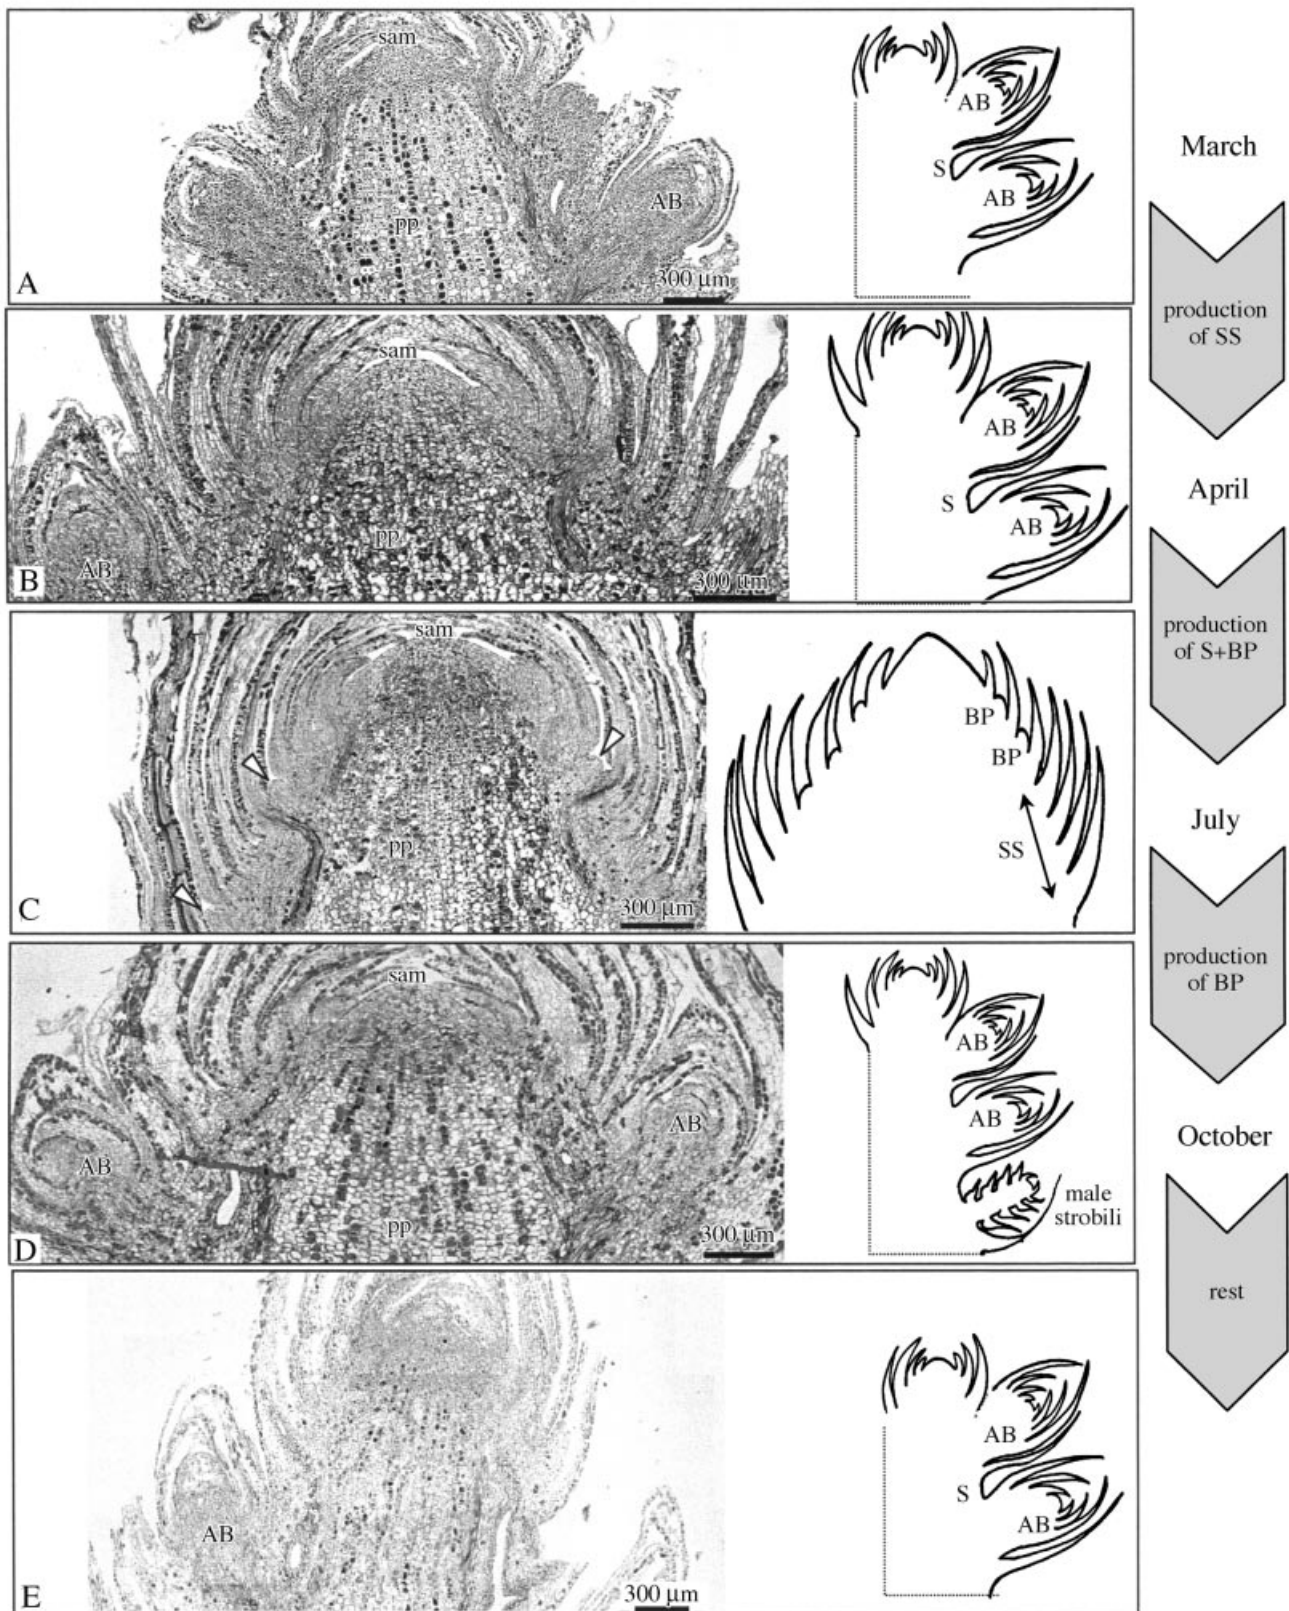 sam
AB
pp
300 µm
A
AB
S
AB
March
production
of SS
sam
AB
pp
300 µm
B
AB
S
AB
April
production
of S+BP
sam
pp
300 µm
C
BP
BP
SS
July
production
of BP
sam
AB
AB
pp
300 µm
D
AB
AB
male
strobili
October
rest
AB
300 µm
E
AB
S
AB